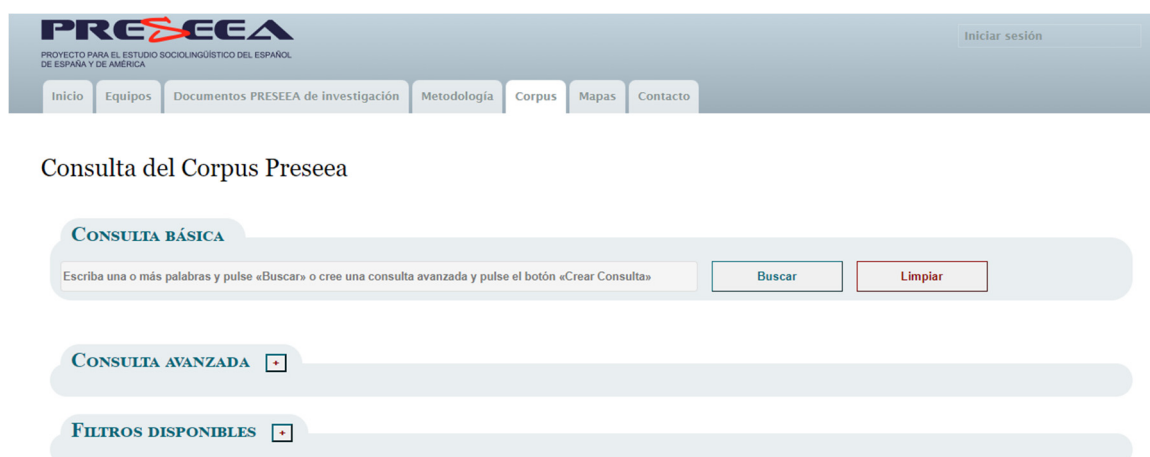 PRESEEA
PROYECTO PARA EL ESTUDIO SOCIOLINGÜÍSTICO DEL ESPAÑOL
DE ESPAÑA Y DE AMÉRICA
Iniciar sesión
Inicio Equipos Documentos PRESEEA de investigación Metodología Corpus Mapas Contacto
Consulta del Corpus Preseea
CONSULTA BÁSICA
Escriba una o más palabras y pulse «Buscar» o cree una consulta avanzada y pulse el botón «Crear Consulta» Buscar Limpiar
CONSULTA AVANZADA +
FILTROS DISPONIBLES +